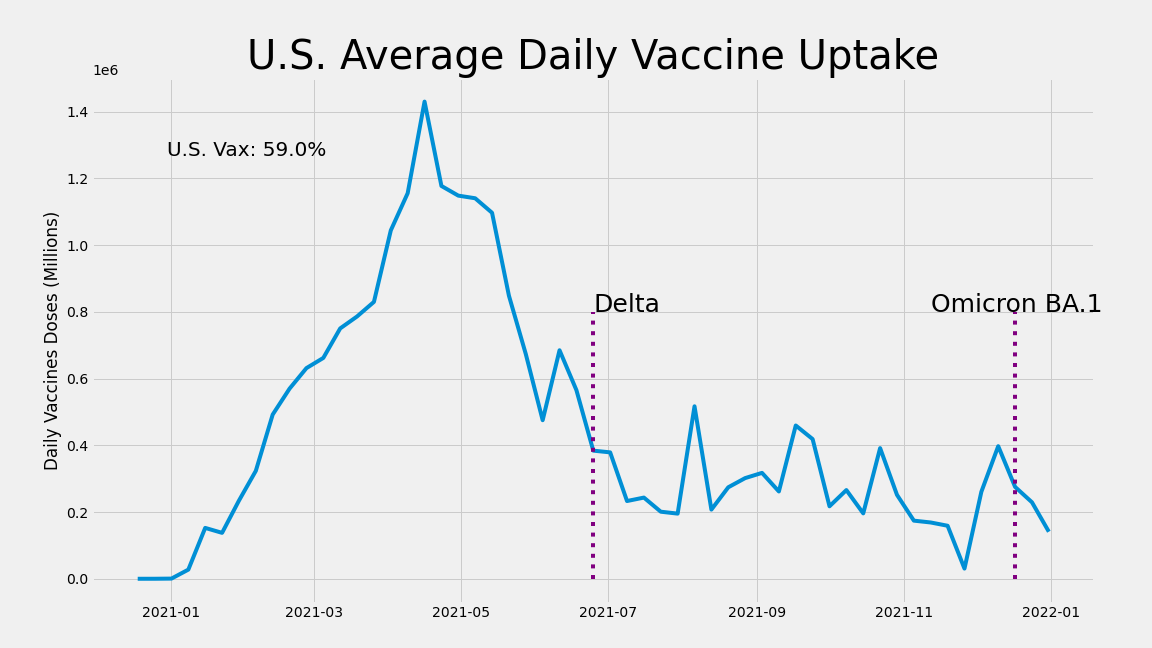 U.S. Average Daily Vaccine Uptake
1e6
1.4
U.S. Vax: 59.0%
1.2
1.0
Daily Vaccines Doses (Millions)
Delta
Omicron BA.1
0.8
0.6
0.4
0.2
0.0
2021-01 2021-03 2021-05 2021-07 2021-09 2021-11 2022-01